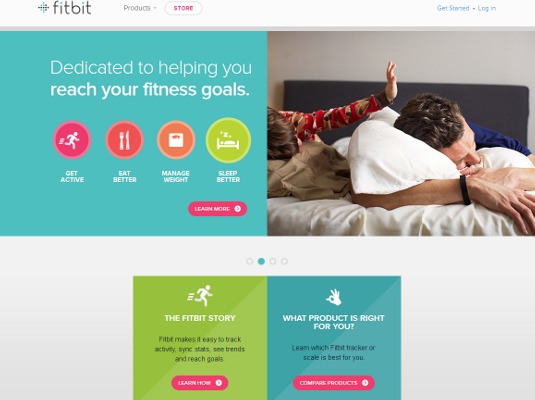 fitbit
Products
STORE
Get Started • Log in
Dedicated to helping you
reach your fitness goals.
GET
ACTIVE
EAT
BETTER
MANAGE
WEIGHT
SLEEP
BETTER
LEARN MORE
THE FITBIT STORY
Fitbit makes it easy to track
activity, sync stats, see trends
and reach goals.
LEARN HOW
WHAT PRODUCT IS RIGHT
FOR YOU?
Learn which Fitbit tracker or
scale is best for you.
COMPARE PRODUCTS